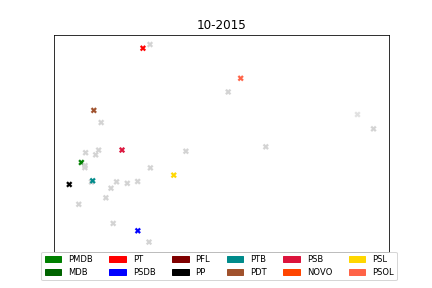 10-2015
PMDB PT PFL PTB PSB PSL
MDB PSDB PP PDT NOVO PSOL